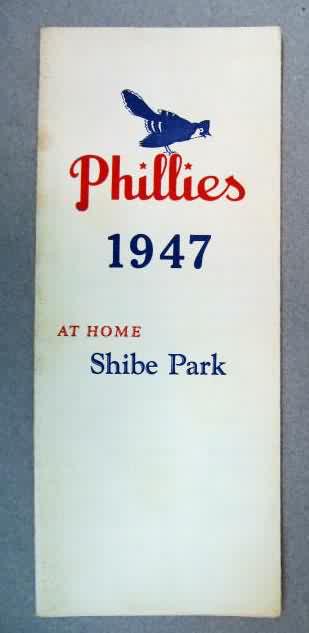 Phillies
1947
AT HOME
Shibe Park